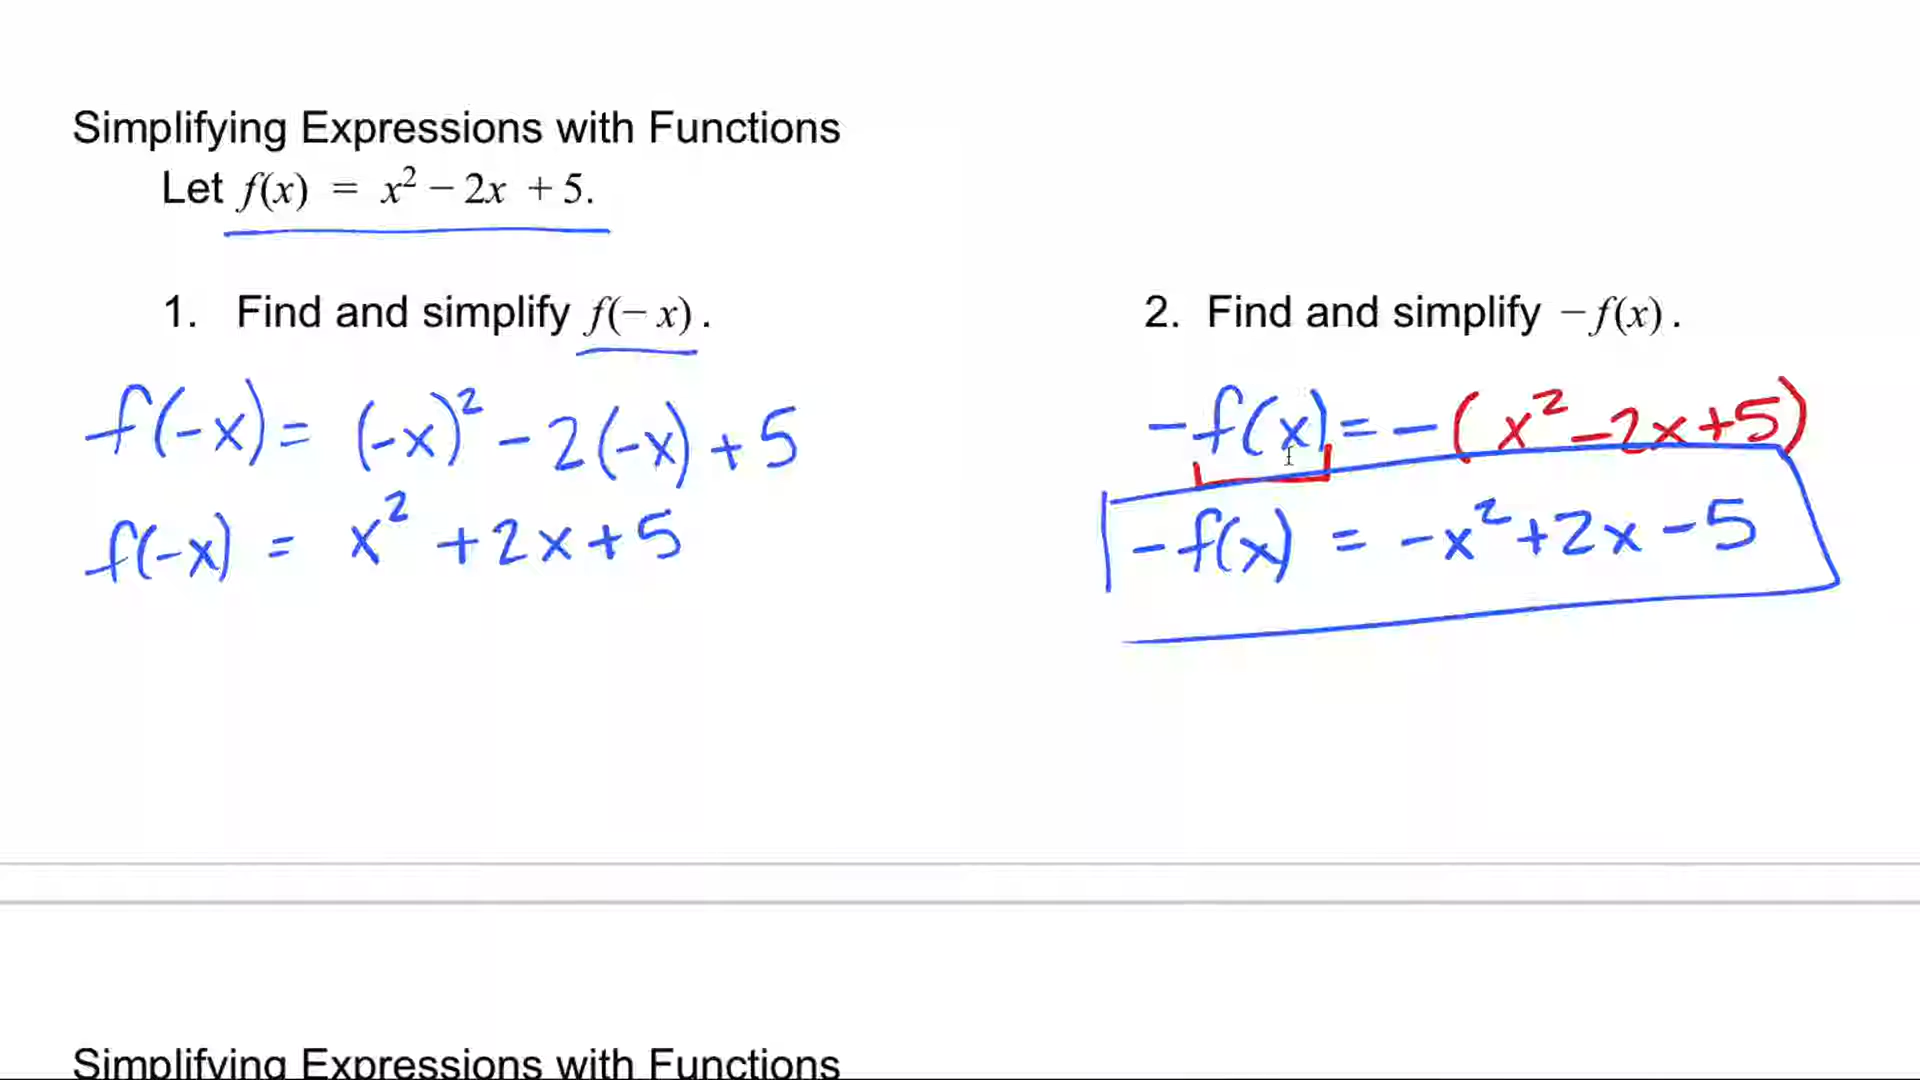 Simplifying Expressions with Functions
Let f(x) = x² − 2x + 5.
1. Find and simplify f(− x) .
f(-x) = (-x)² - 2(-x) + 5
f(-x) = x² + 2x + 5
2. Find and simplify − f(x) .
-f(x) = -(x² - 2x + 5)
-f(x) = -x² + 2x - 5
Simplifying Expressions with Functions